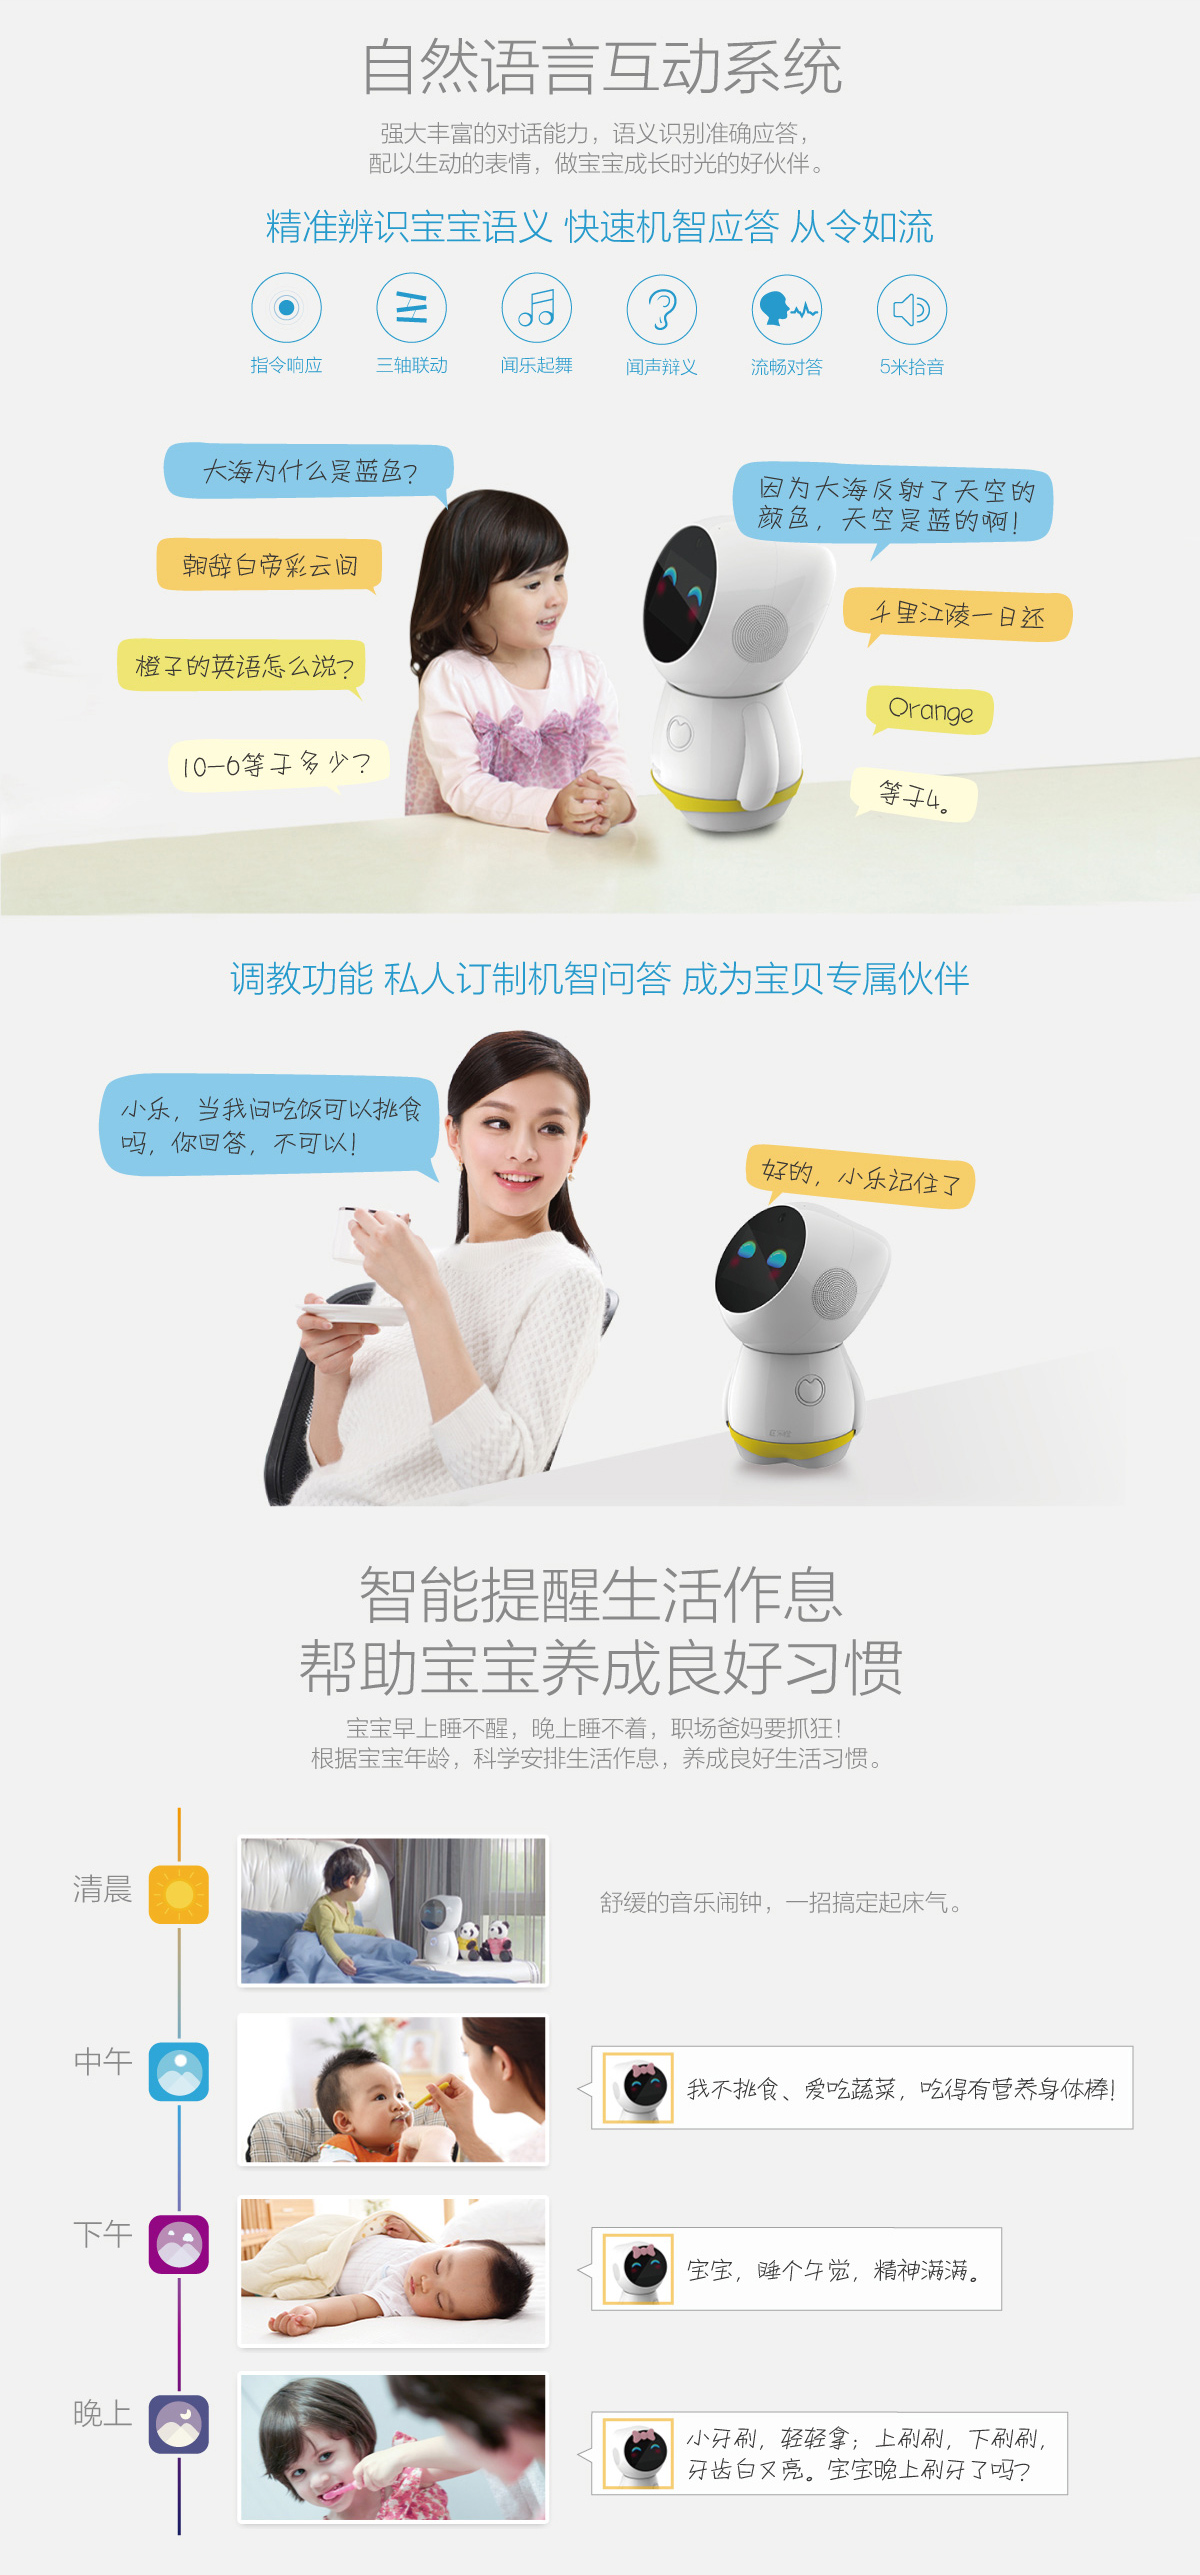 自然语言互动系统
强大丰富的对话能力，语义识别准确应答，
配以生动的表情，做宝宝成长时光的好伙伴。
精准辨识宝宝语义 快速机智应答 从令如流
指令响应 三轴联动 闻乐起舞 闻声辩义 流畅对答 5米拾音
大海为什么是蓝色？
因为大海反射了天空的
颜色，天空是蓝的啊！
朝辞白帝彩云间
千里江陵一日还
橙子的英语怎么说？
Orange
10-6等于多少？
等于4。
调教功能 私人订制机智问答 成为宝贝专属伙伴
小乐，当我问吃饭可以挑食
吗，你回答，不可以！
好的，小乐记住了
智能提醒生活作息
帮助宝宝养成良好习惯
宝宝早上睡不醒，晚上睡不着，职场爸妈要抓狂！
根据宝宝年龄，科学安排生活作息，养成良好生活习惯。
清晨
舒缓的音乐闹钟，一招搞定起床气。
中午
我不挑食、爱吃蔬菜，吃得有营养身体棒！
下午
宝宝，睡个午觉，精神满满。
晚上
小牙刷，轻轻拿；上刷刷，下刷刷，
牙齿白又亮。宝宝晚上刷牙了吗？